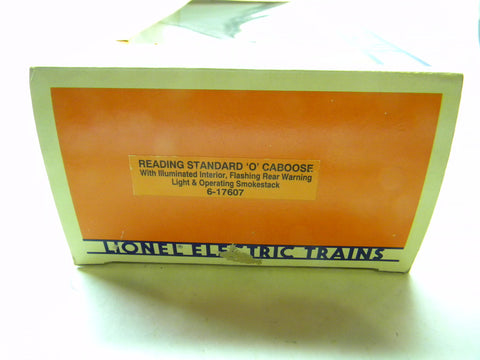 READING STANDARD 'O' CABOOSE
With Illuminated Interior, Flashing Rear Warning
Light & Operating Smokestack
6-17607
LIONEL ELECTRIC TRAINS